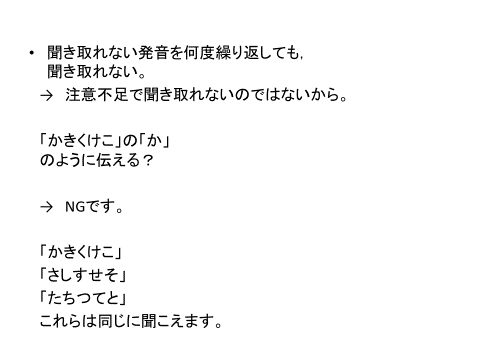 • 聞き取れない発音を何度繰り返しても,
聞き取れない。
→ 注意不足で聞き取れないのではないから。
「かきくけこ」の「か」
のように伝える？
→ NGです。
「かきくけこ」
「さしすせそ」
「たちつてと」
これらは同じに聞こえます。